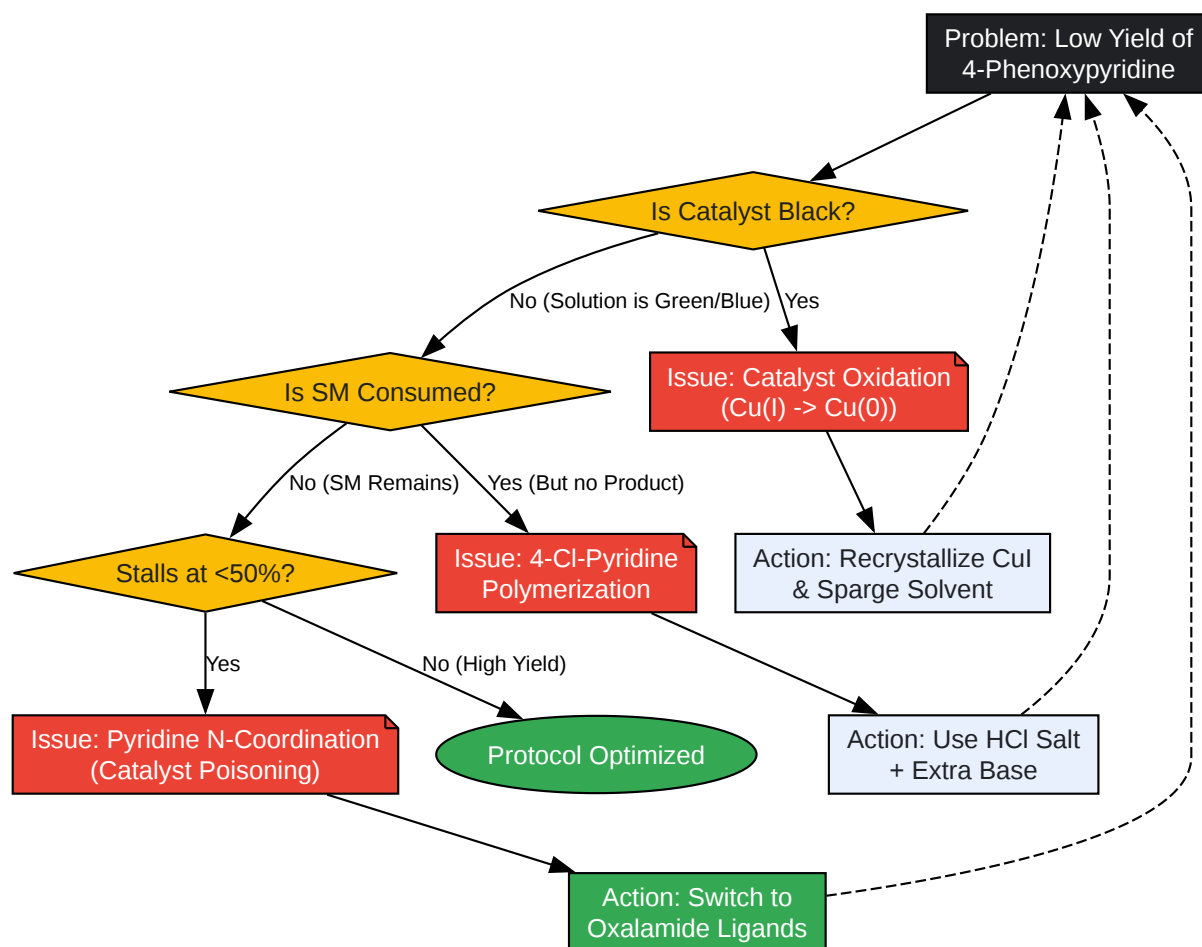 Problem: Low Yield of
4-Phenoxypyridine
Is Catalyst Black?
No (Solution is Green/Blue)
Yes
Issue: Catalyst Oxidation
(Cu(I) -> Cu(0))
Is SM Consumed?
No (SM Remains)
Yes (But no Product)
Stalls at <50%?
Issue: 4-Cl-Pyridine
Polymerization
Action: Recrystallize CuI
& Sparge Solvent
Yes
No (High Yield)
Issue: Pyridine N-Coordination
(Catalyst Poisoning)
Protocol Optimized
Action: Use HCl Salt
+ Extra Base
Action: Switch to
Oxalamide Ligands